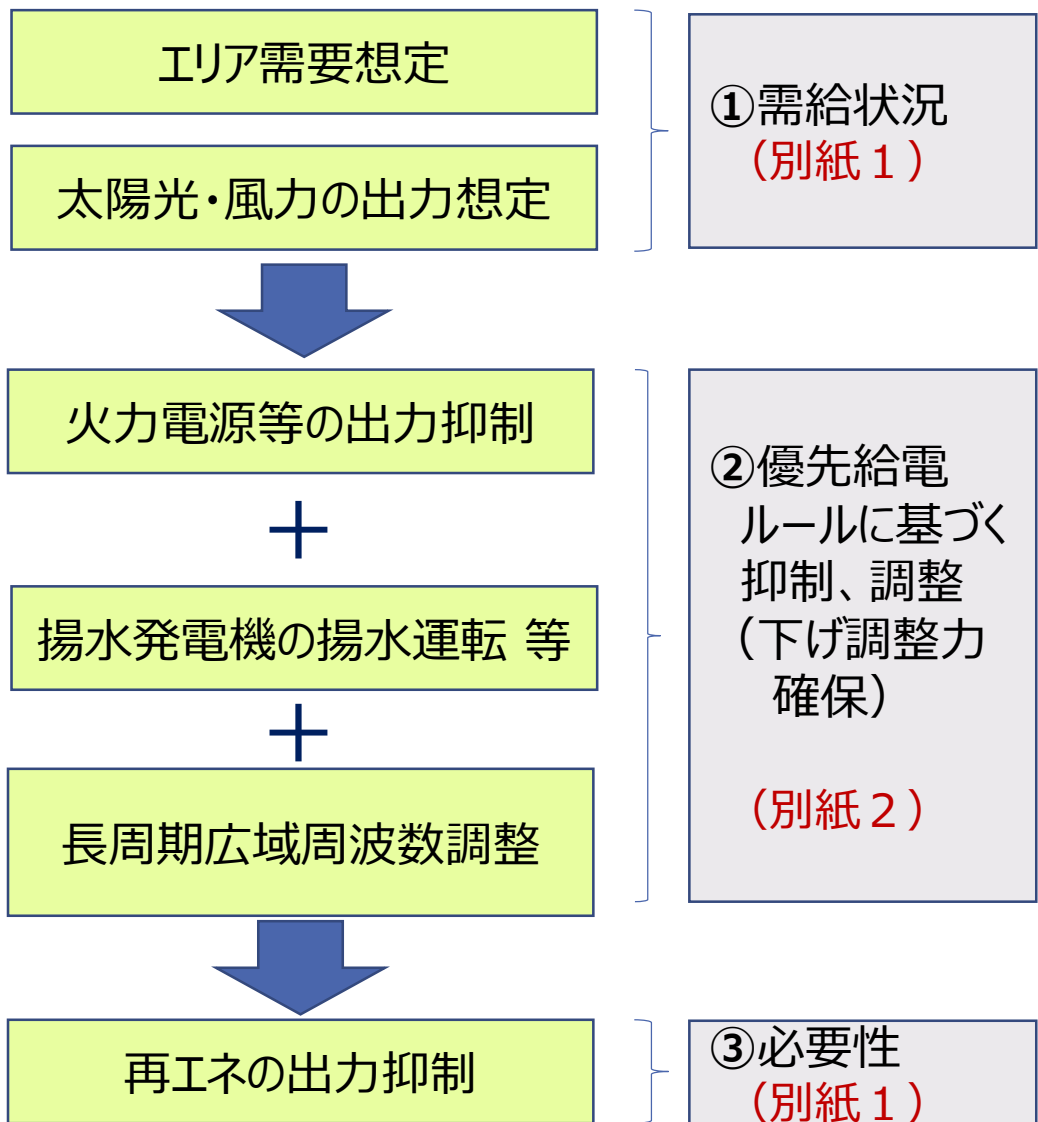 エリア需要想定
太陽光・風力の出力想定
①需給状況
（別紙１）
火力電源等の出力抑制
＋
揚水発電機の揚水運転 等
＋
長周期広域周波数調整
②優先給電
ルールに基づく
抑制、調整
（下げ調整力
確保）
（別紙２）
再エネの出力抑制
③必要性
（別紙１）